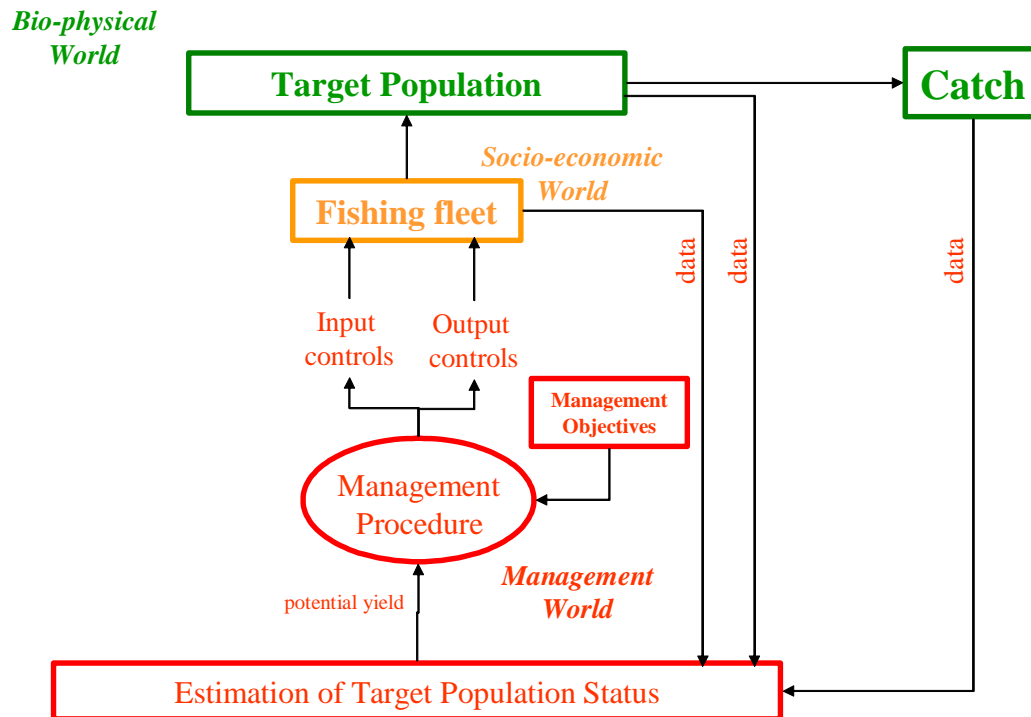 Bio-physical
World
Target Population
Catch
Socio-economic
World
Fishing fleet
data
data
data
Input
controls
Output
controls
Management
Objectives
Management
Procedure
Management
World
potential yield
Estimation of Target Population Status